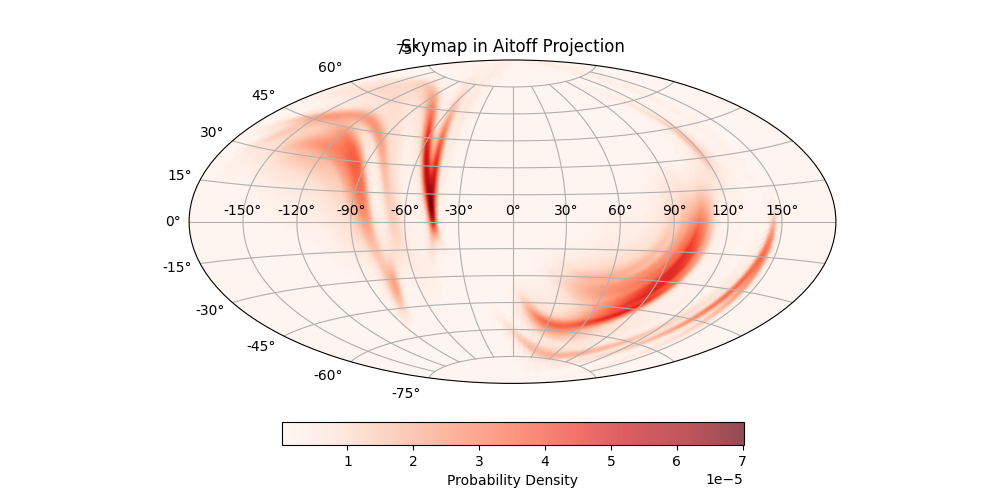 75°
Skymap in Aitoff Projection
60°
45°
30°
15°
-150° -120° -90° -60° -30° 0° 30° 60° 90° 120° 150°
0°
-15°
-30°
-45°
-60°
-75°
1 2 3 4 5 6 7
1e−5
Probability Density